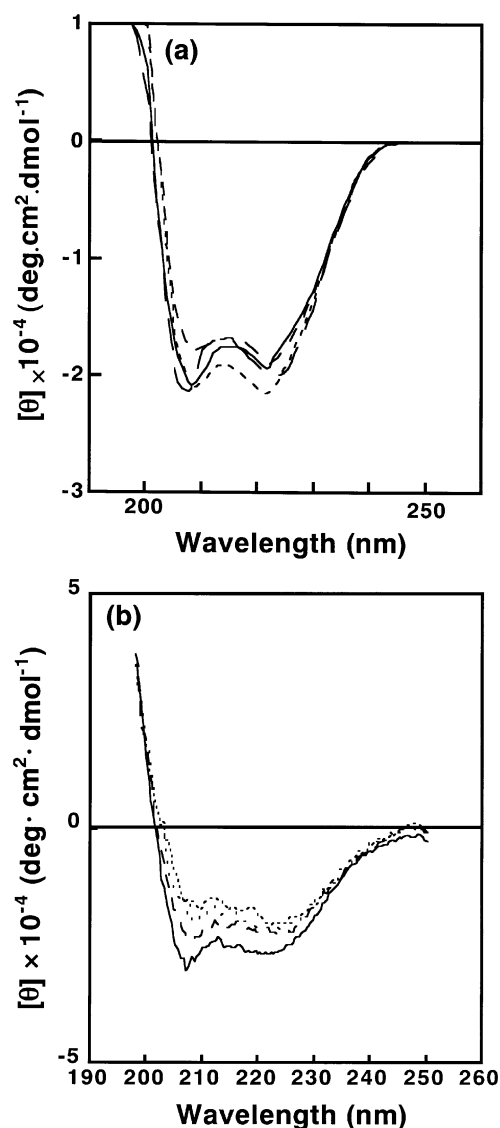 (a)
1
0
-1
-2
-3
200
250
[θ] ×10⁻⁴ (deg.cm².dmol⁻¹)
Wavelength (nm)
(b)
5
0
-5
190 200 210 220 230 240 250 260
[θ] × 10⁻⁴ (deg· cm²· dmol⁻¹)
Wavelength (nm)